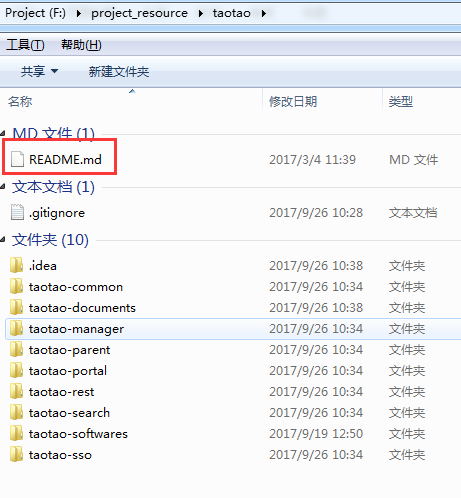 Project (F:) ▸ project_resource ▸ taotao ▸
工具(T) 帮助(H)
共享 ▼ 新建文件夹
名称 修改日期 类型
MD 文件 (1)
README.md 2017/3/4 11:39 MD 文件
文本文档 (1)
.gitignore 2017/9/26 10:28 文本文档
文件夹 (10)
.idea 2017/9/26 10:38 文件夹
taotao-common 2017/9/26 10:34 文件夹
taotao-documents 2017/9/26 10:38 文件夹
taotao-manager 2017/9/26 10:34 文件夹
taotao-parent 2017/9/26 10:34 文件夹
taotao-portal 2017/9/26 10:34 文件夹
taotao-rest 2017/9/26 10:34 文件夹
taotao-search 2017/9/26 10:34 文件夹
taotao-softwares 2017/9/19 12:50 文件夹
taotao-sso 2017/9/26 10:34 文件夹